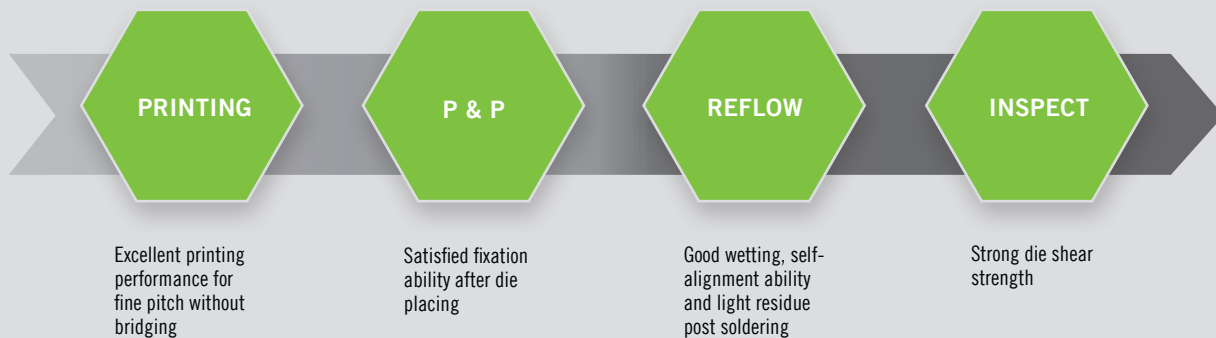 PRINTING
Excellent printing
performance for
fine pitch without
bridging
P & P
Satisfied fixation
ability after die
placing
REFLOW
Good wetting, self-
alignment ability
and light residue
post soldering
INSPECT
Strong die shear
strength